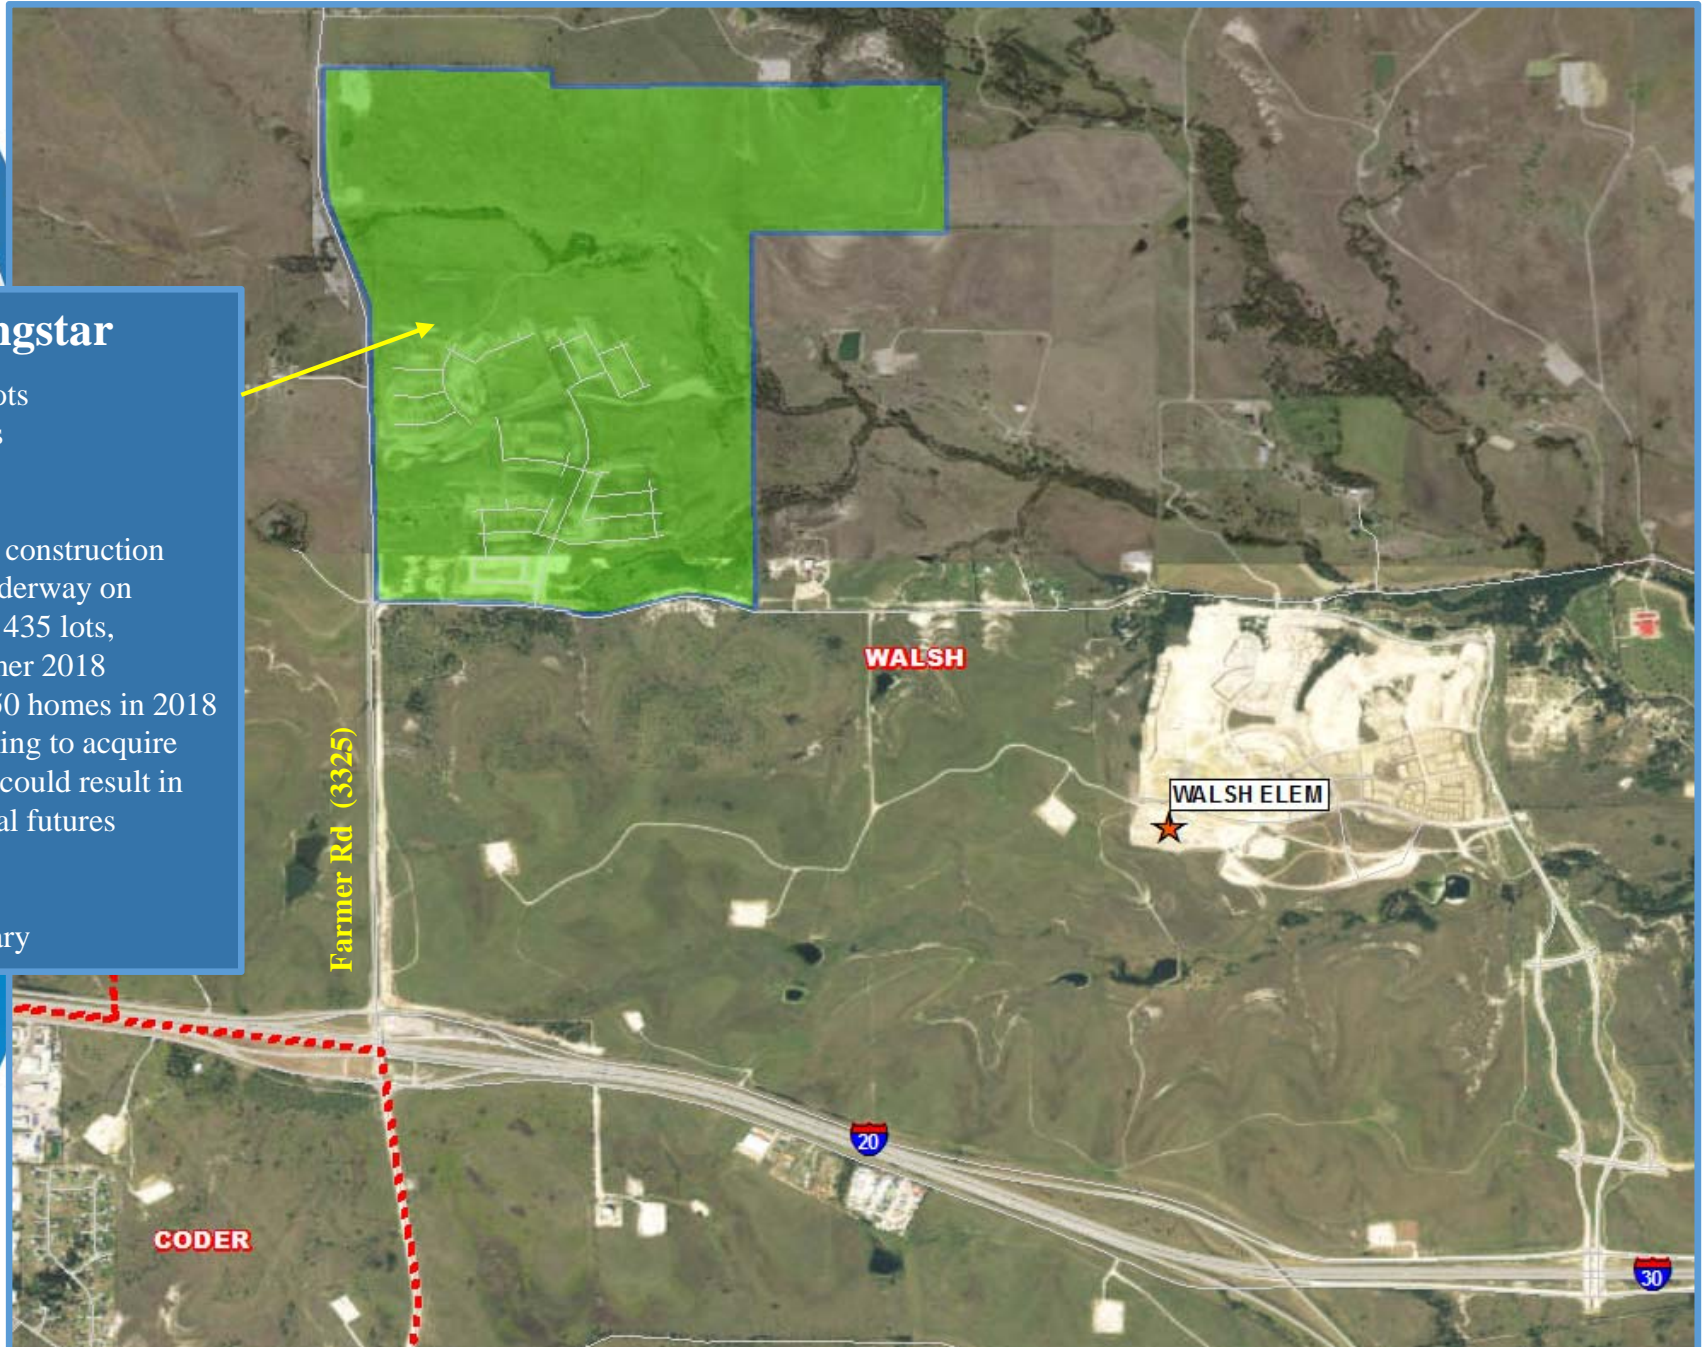 ngstar
ots
s
construction
derway on
435 lots,
ner 2018
50 homes in 2018
ing to acquire
could result in
al futures
ary
Farmer Rd (3325)
WALSH
WALSH ELEM
CODER
20
30